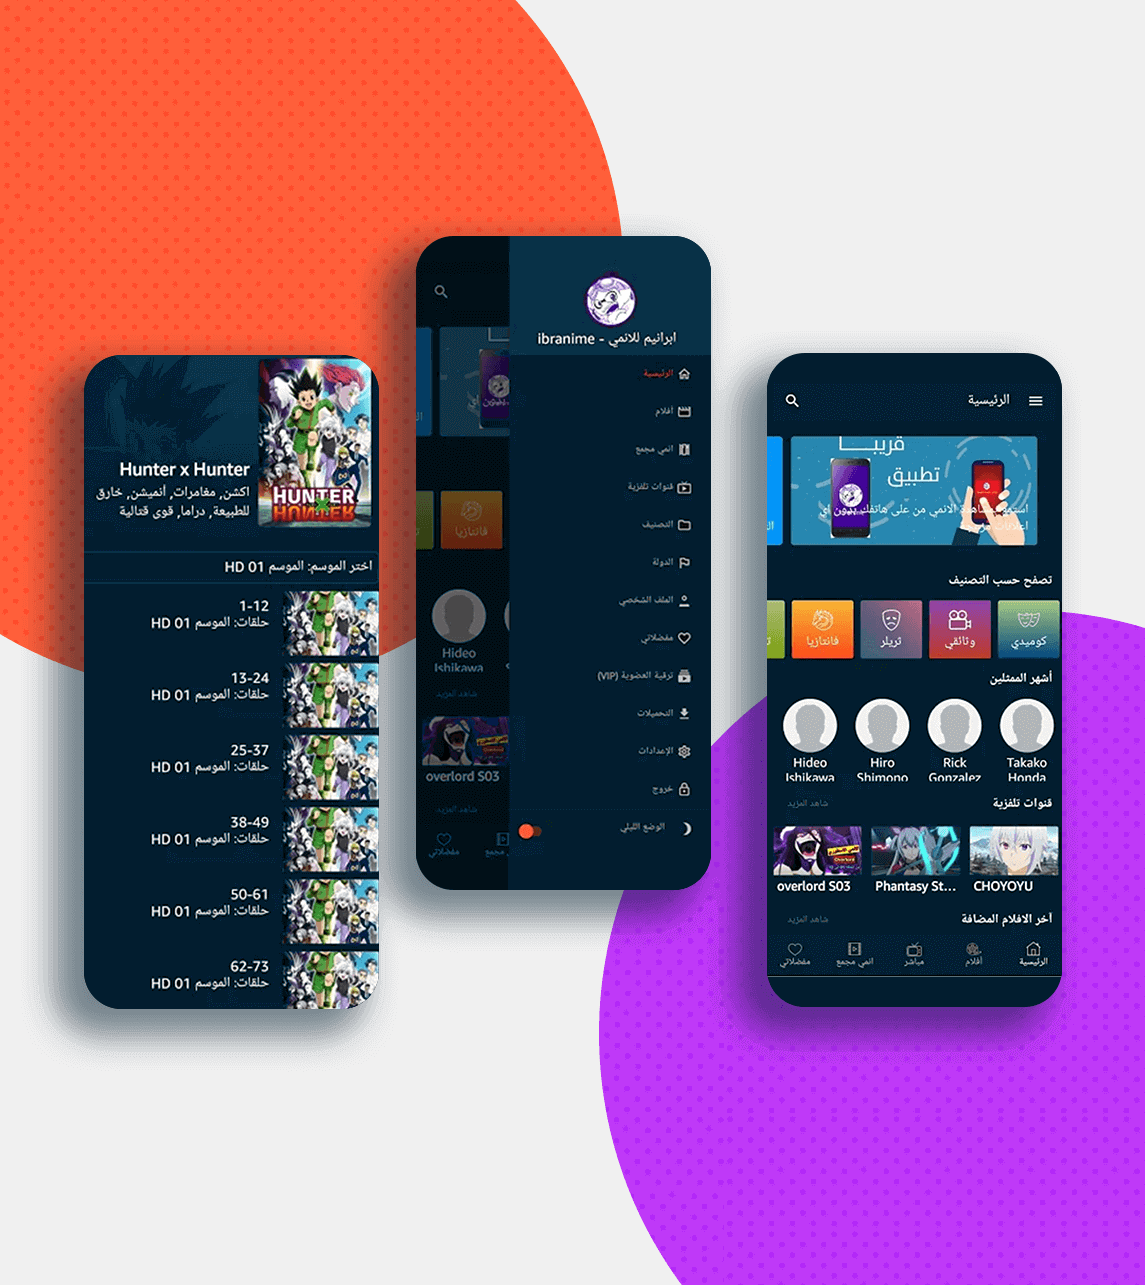 Hunter x Hunter
اكشن, مغامرات, أنميشن, خارق
للطبيعة, دراما, قوى قتالية
HUNTER
HUNTER
اختر الموسم: الموسم 01 HD
1-12
حلقات: الموسم 01 HD
13-24
حلقات: الموسم 01 HD
25-37
حلقات: الموسم 01 HD
38-49
حلقات: الموسم 01 HD
50-61
حلقات: الموسم 01 HD
62-73
حلقات: الموسم 01 HD
ابرانيم للانمي - ibranime
الرئيسية
أفلام
انمي مجمع
قنوات تلفزية
التصنيف
الدولة
الملف الشخصي
مفضلاتي
ترقية العضوية (VIP)
التحميلات
الإعدادات
خروج
الوضع الليلي
فانتازيا
Hideo
Ishikawa
شاهد المزيد
overlord S03
شاهد المزيد
مفضلاتي
مجمع
الرئيسية
قريبا
تطبيق
استمتع بمشاهدة الانمي من على هاتفك بدون اي
تصفح حسب التصنيف
كوميدي
وثائقي
ثريلر
فانتازيا
أشهر الممثلين
Hideo
Ishikawa
Hiro
Shimono
Rick
Gonzalez
Takako
Honda
قنوات تلفزية
شاهد المزيد
overlord S03
Phantasy St...
CHOYOYU
آخر الافلام المضافة
شاهد المزيد
الرئيسية
أفلام
مباشر
انمي مجمع
مفضلاتي